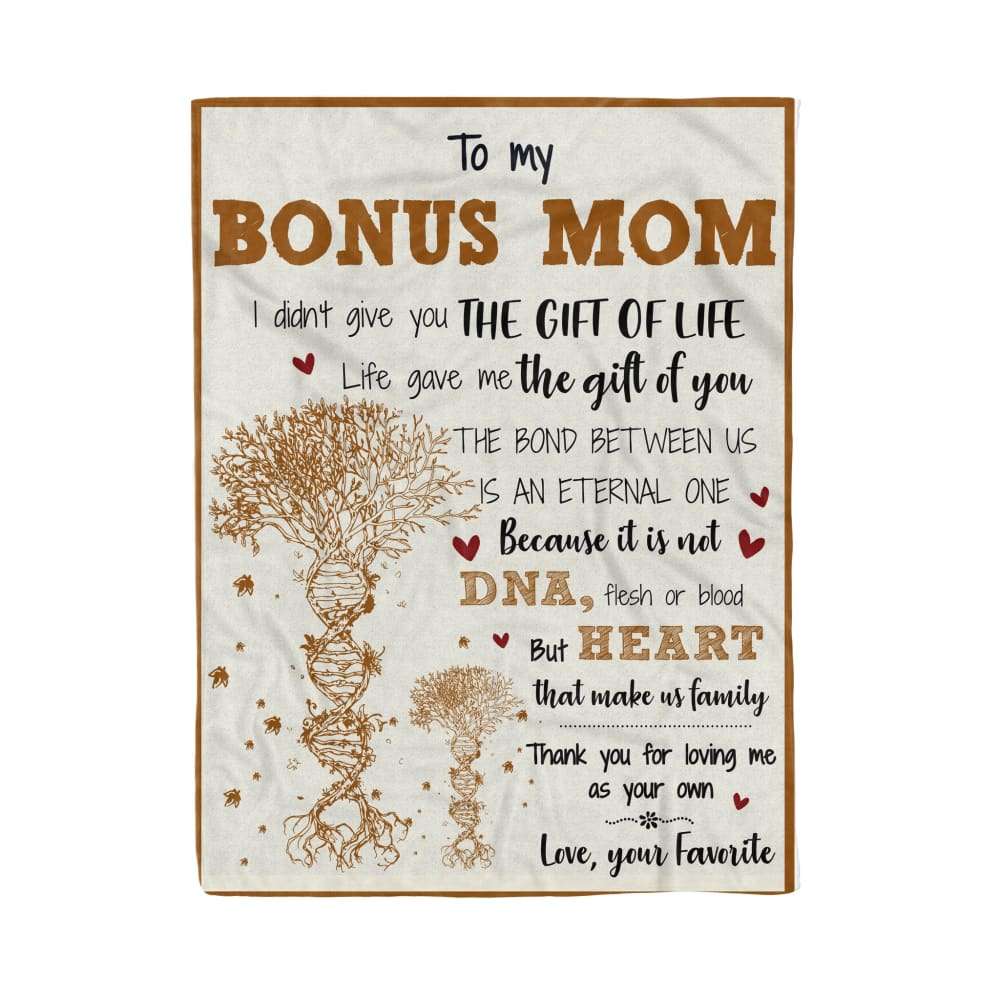 To my
BONUS MOM
I didn't give you THE GIFT OF LIFE
Life gave me the gift of you
THE BOND BETWEEN US
IS AN ETERNAL ONE
Because it is not
DNA, flesh or blood
But HEART
that make us family
Thank you for loving me
as your own
Love, your Favorite